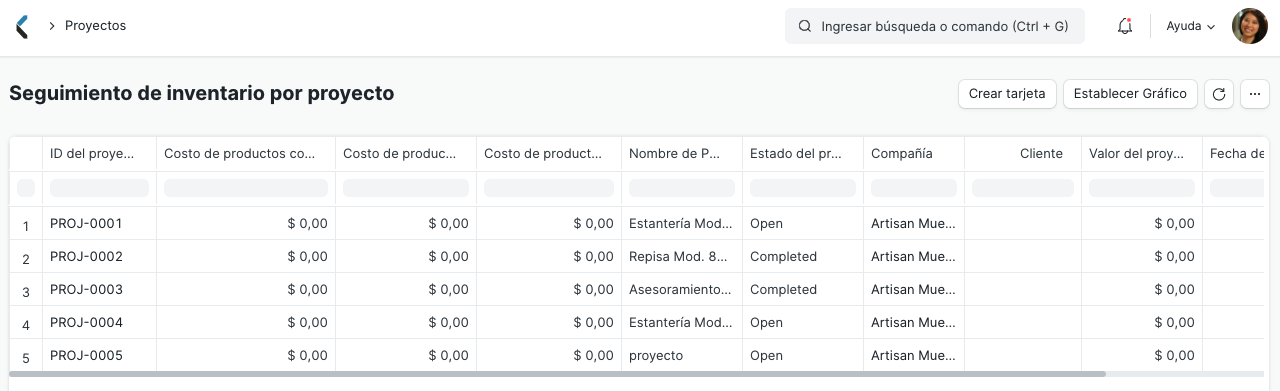 Proyectos
Ingresar búsqueda o comando (Ctrl + G)
Ayuda
Seguimiento de inventario por proyecto
Crear tarjeta
Establecer Gráfico
ID del proye... Costo de productos co... Costo de produc... Costo de product... Nombre de P... Estado del pr... Compañía Cliente Valor del proy... Fecha de
1 PROJ-0001 $ 0,00 $ 0,00 $ 0,00 Estantería Mod... Open Artisan Mue... $ 0,00
2 PROJ-0002 $ 0,00 $ 0,00 $ 0,00 Repisa Mod. 8... Completed Artisan Mue... $ 0,00
3 PROJ-0003 $ 0,00 $ 0,00 $ 0,00 Asesoramiento... Completed Artisan Mue... $ 0,00
4 PROJ-0004 $ 0,00 $ 0,00 $ 0,00 Estantería Mod... Open Artisan Mue... $ 0,00
5 PROJ-0005 $ 0,00 $ 0,00 $ 0,00 proyecto Open Artisan Mue... $ 0,00